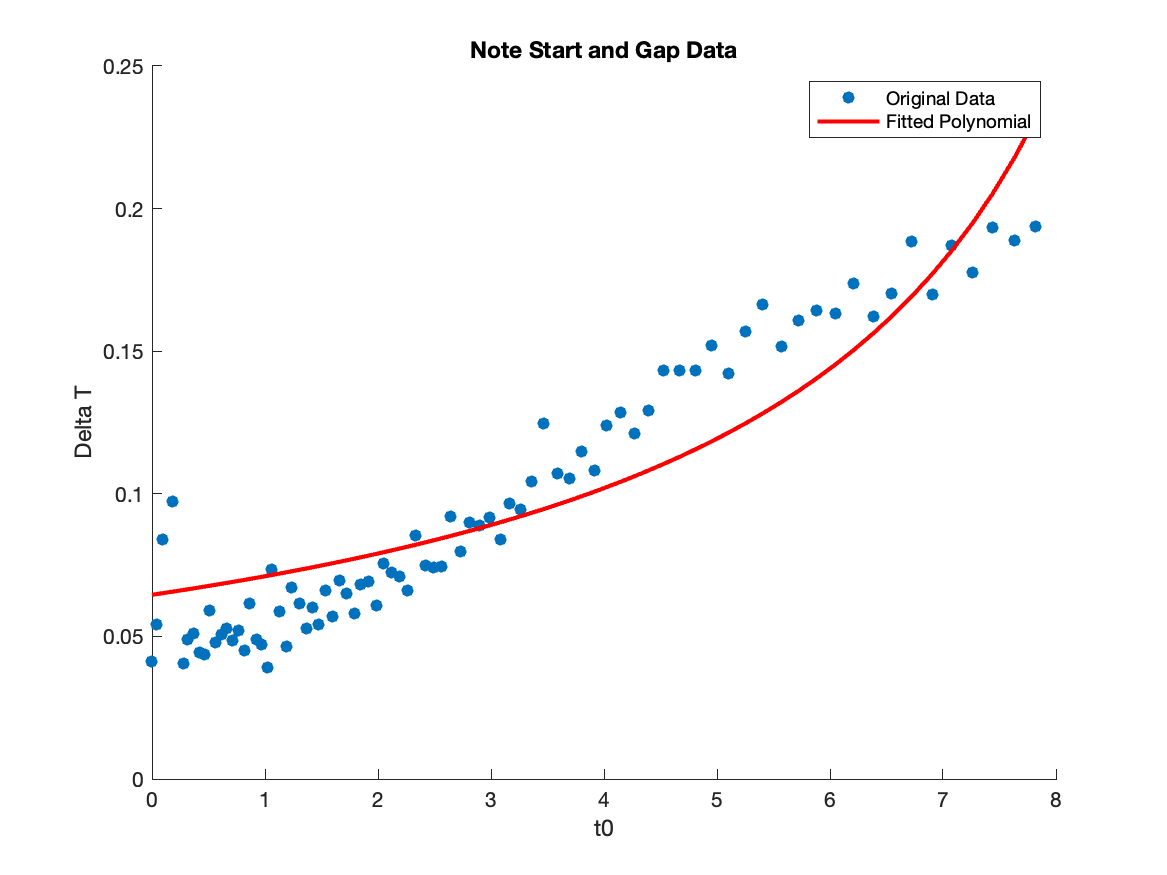 Note Start and Gap Data
Original Data
Fitted Polynomial
0.25
0.2
0.15
0.1
0.05
0
Delta T
0 1 2 3 4 5 6 7 8
t0